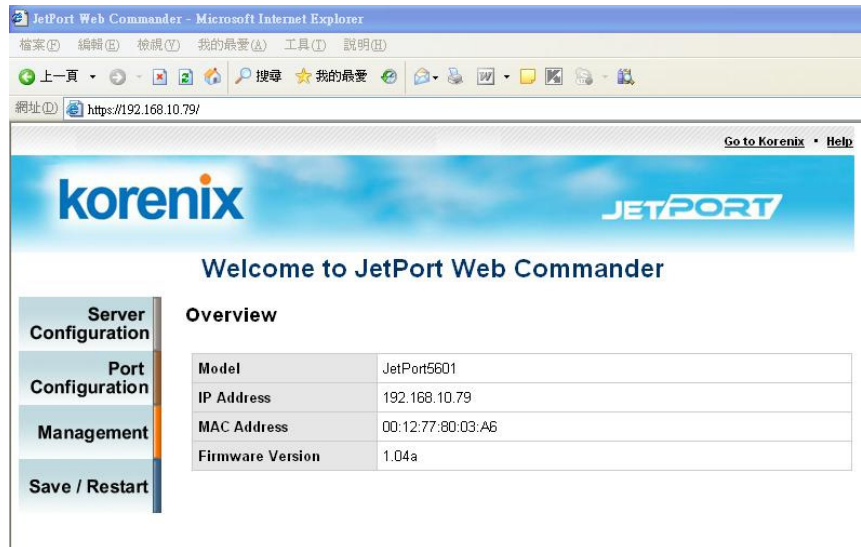 JetPort Web Commander - Microsoft Internet Explorer
檔案(F) 編輯(E) 檢視(V) 我的最愛(A) 工具(T) 說明(H)
上一頁 搜尋 我的最愛
網址(D) https://192.168.10.79/
Go to Korenix • Help
korenix JET/PORT
Welcome to JetPort Web Commander
Server Configuration
Port Configuration
Management
Save / Restart
Overview
Model JetPort5601
IP Address 192.168.10.79
MAC Address 00:12:77:80:03:A6
Firmware Version 1.04a